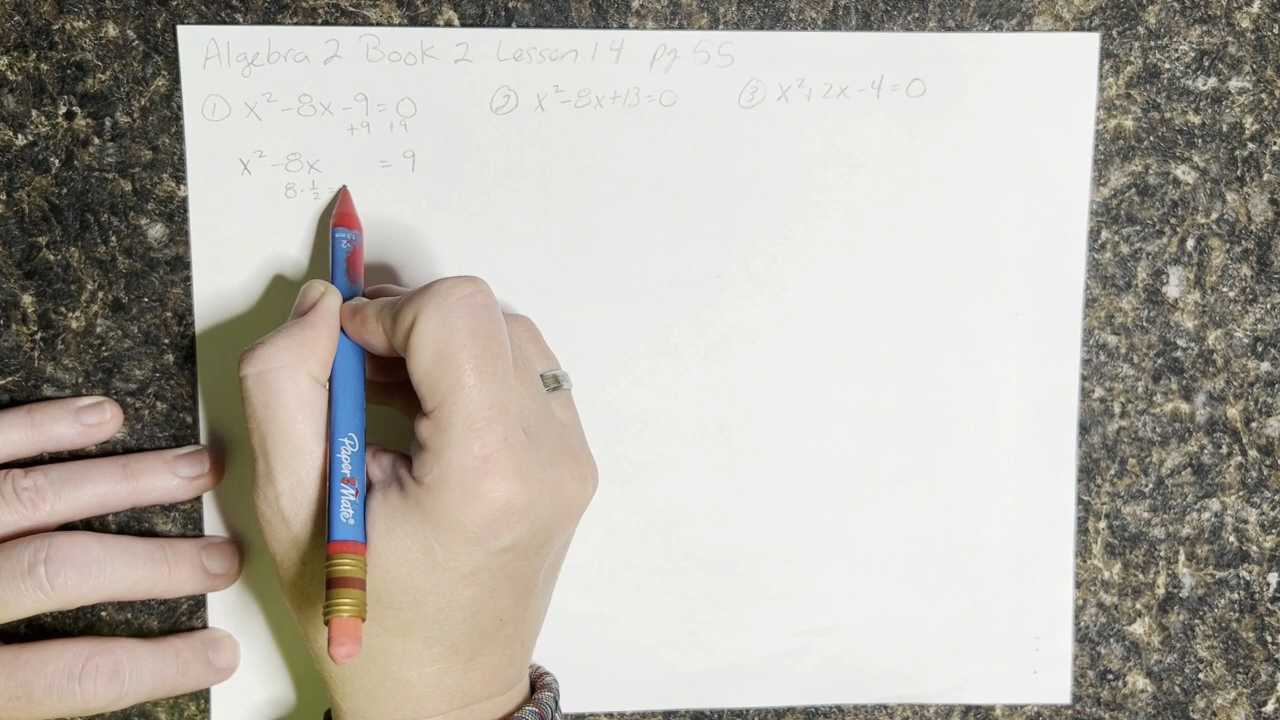 Algebra 2 Book 2 Lesson 14 pg 55
① x²-8x-9=0
+9 +9
x²-8x = 9
8·½ =
② x²-8x+13=0
③ x²+2x-4=0
Paper Mate®